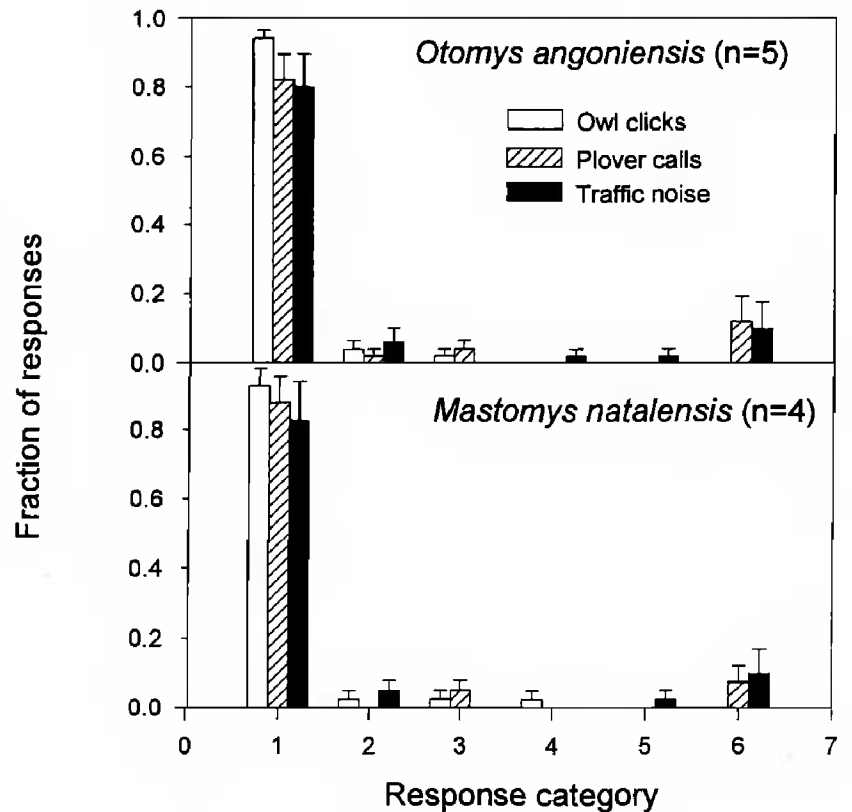 Fraction of responses
1.0
0.8
0.6
0.4
0.2
0.0
Otomys angoniensis (n=5)
Owl clicks
Plover calls
Traffic noise
0.8
0.6
0.4
0.2
0.0
Mastomys natalensis (n=4)
0 1 2 3 4 5 6 7
Response category